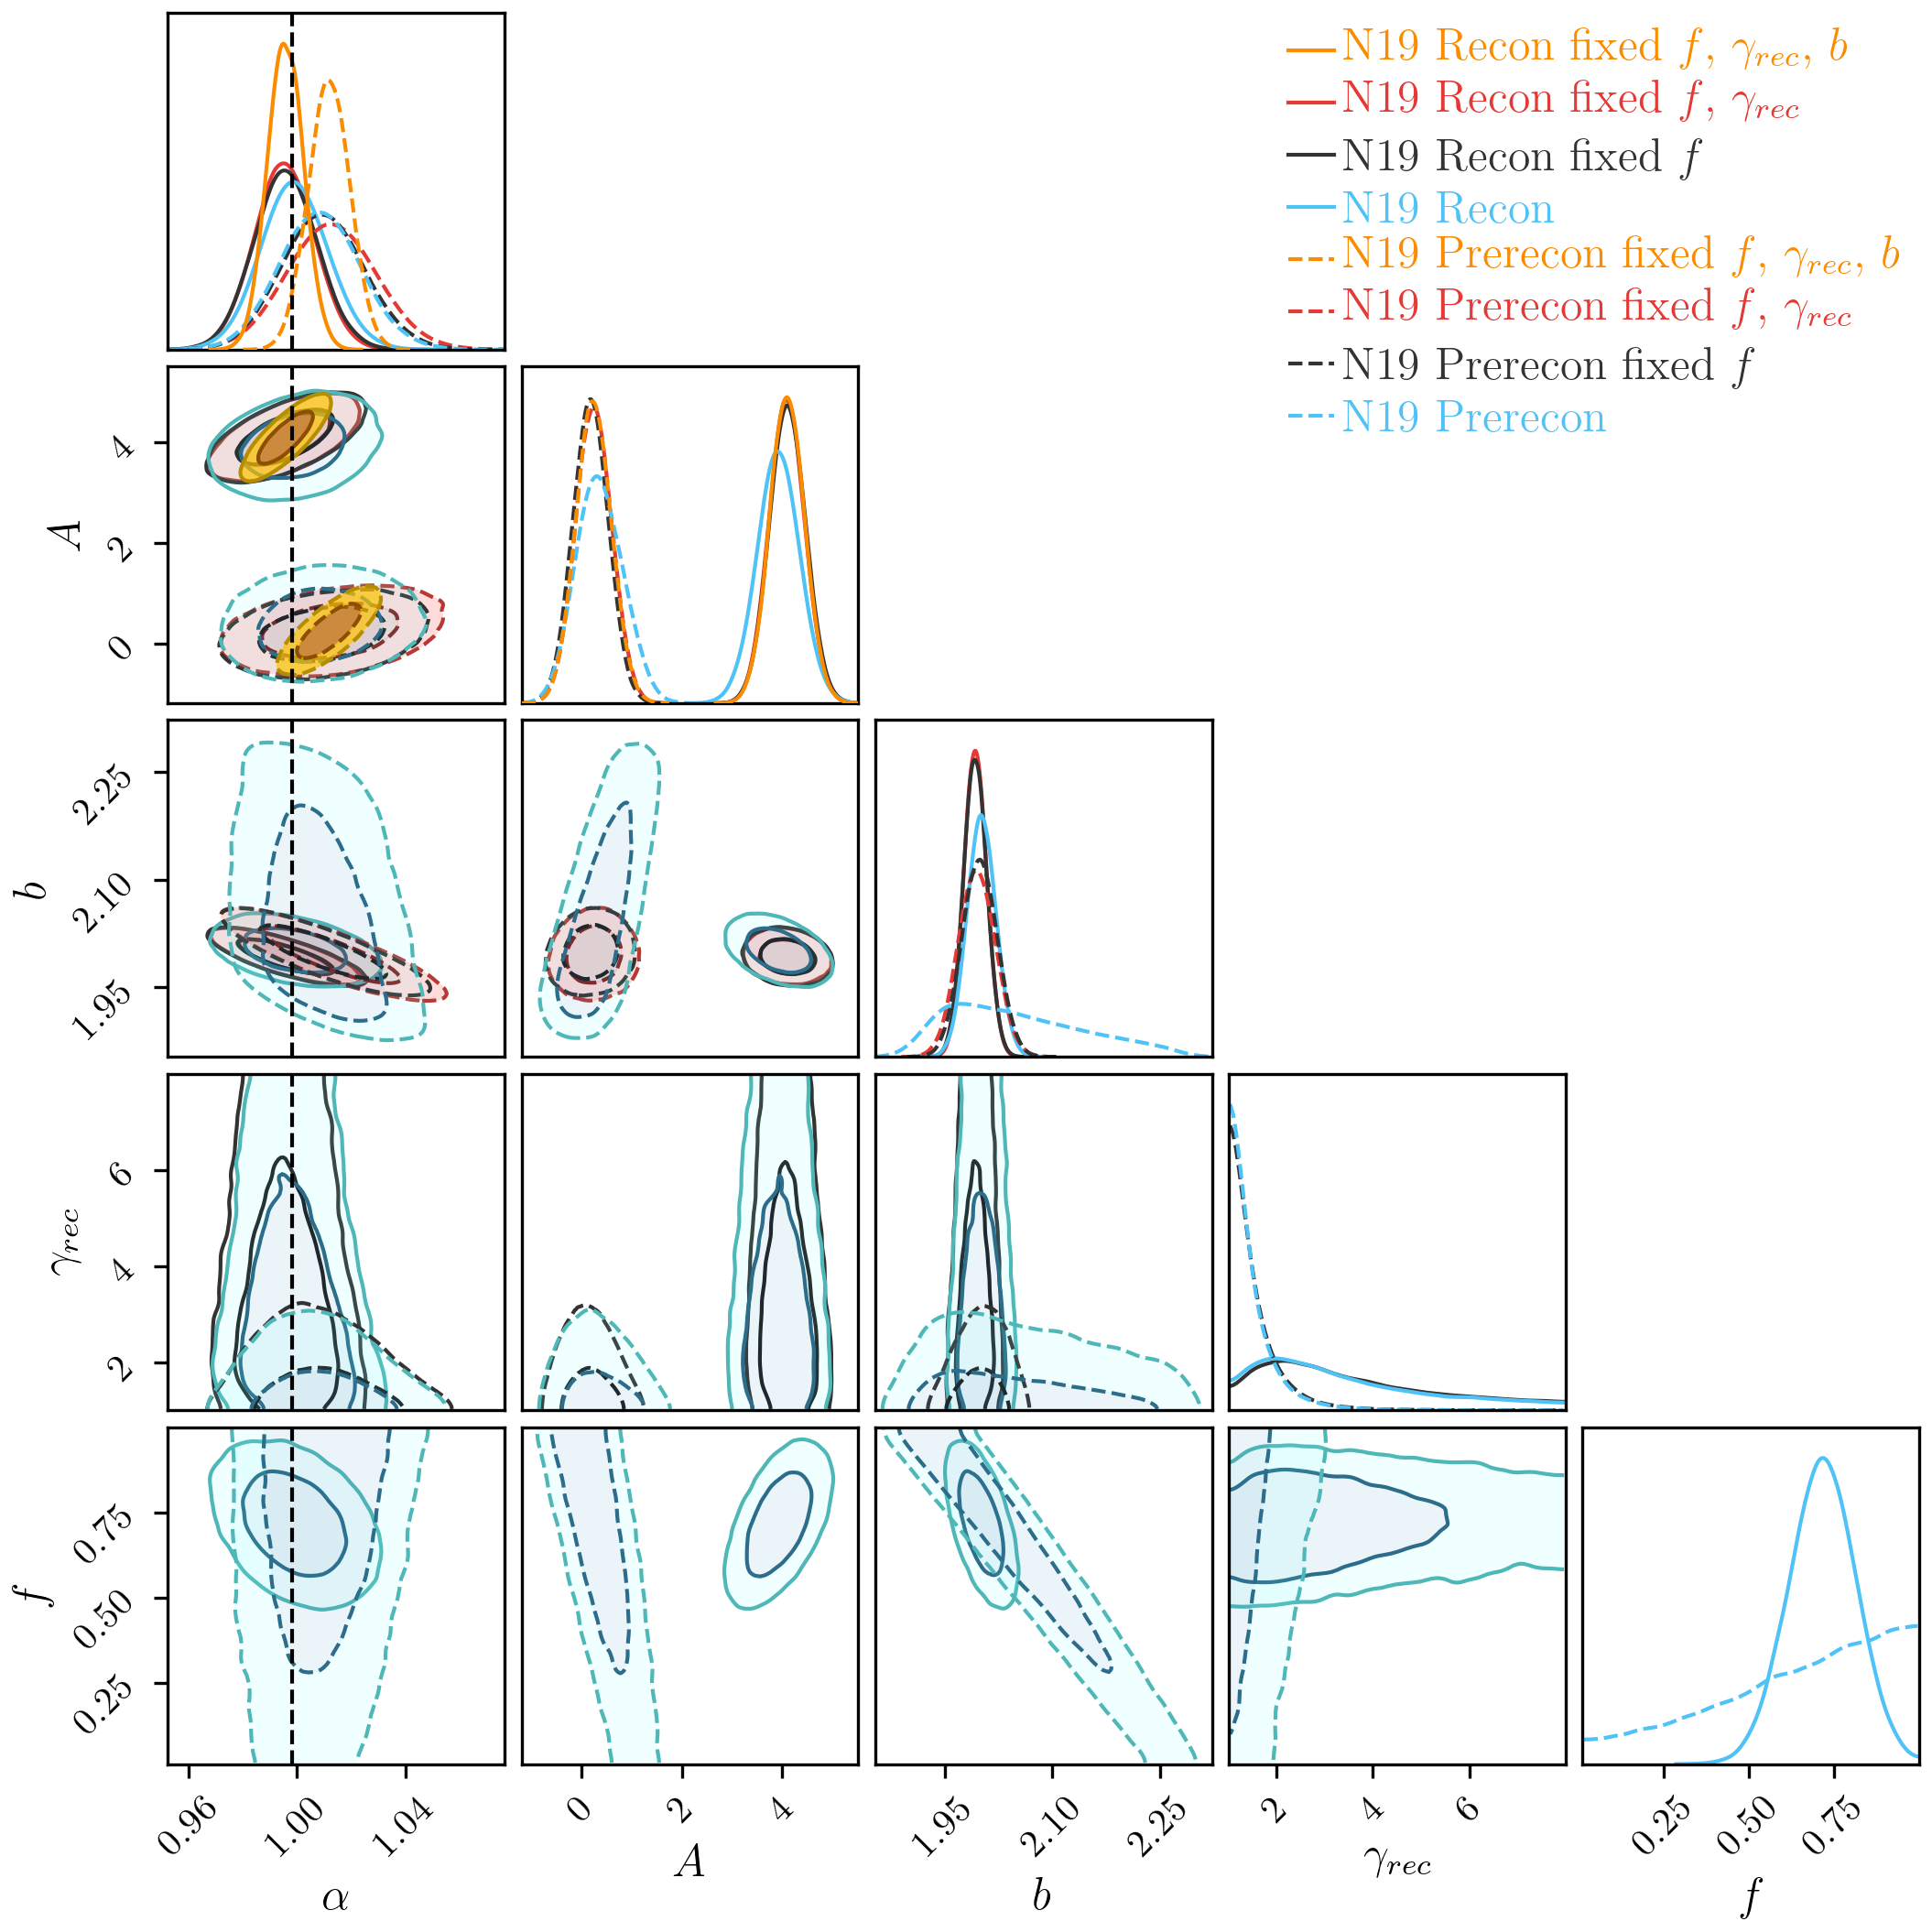 N19 Recon fixed f, γrec, b
N19 Recon fixed f, γrec
N19 Recon fixed f
N19 Recon
N19 Prerecon fixed f, γrec, b
N19 Prerecon fixed f, γrec
N19 Prerecon fixed f
N19 Prerecon
A
4
2
0
b
2.25
2.10
1.95
γrec
6
4
2
f
0.75
0.50
0.25
0.96 1.00 1.04
0 2 4
1.95 2.10 2.25
2 4 6
0.25 0.50 0.75
α A b γrec f